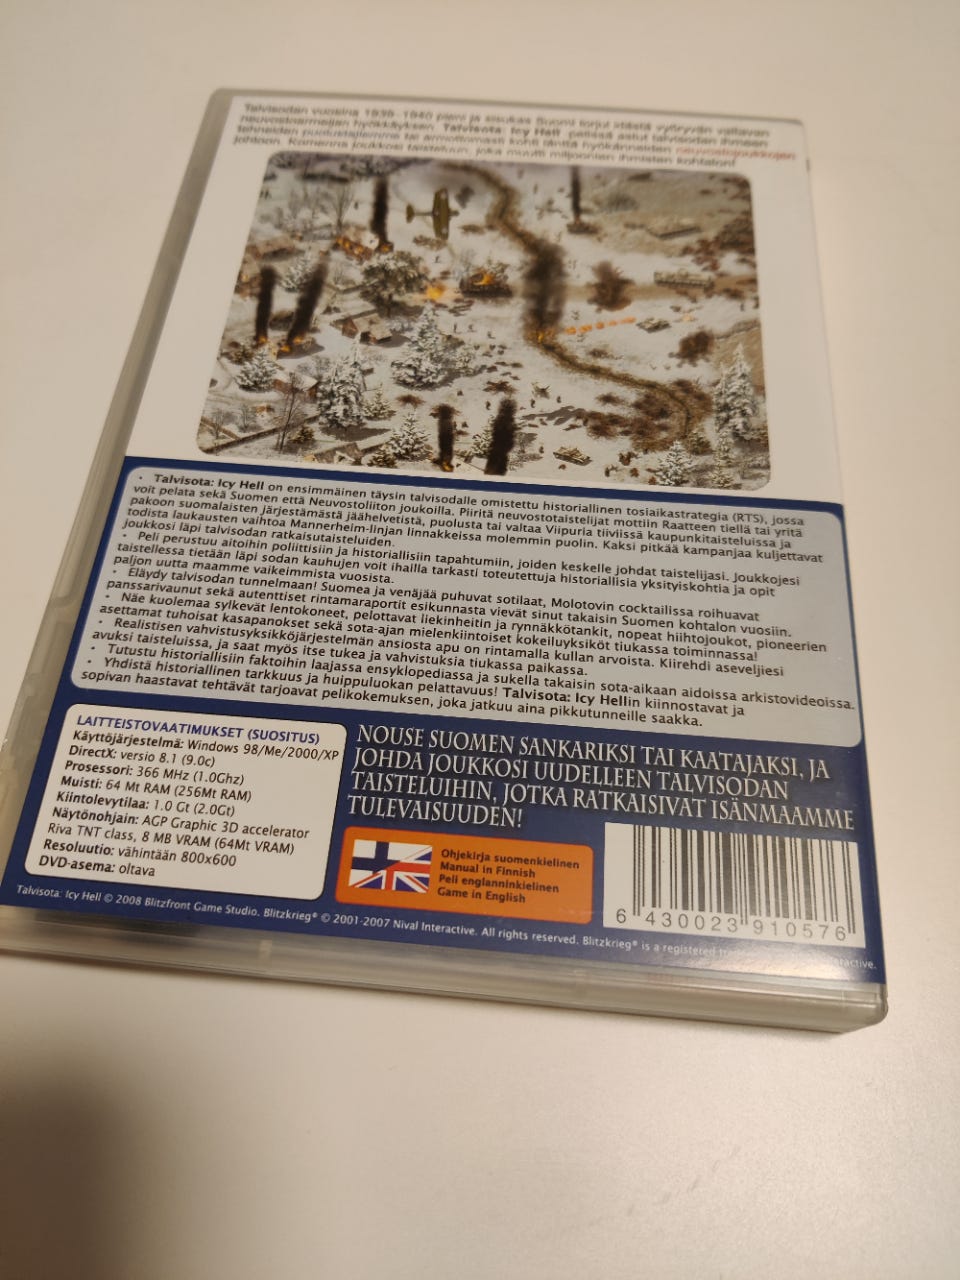 Talvisodan vuosina 1939-1940 pieni ja sisukas Suomi torjui idästä vyöryvän valtavan
neuvostoarmeijan hyökkäyksen. Talvisota: Icy Hell -pelissä astut talvisodan ihmeen
tehneiden puolustajiemme tai armottomasti kohti länttä hyökänneiden neuvostojoukkojen
johtoon. Komenna joukkosi taisteluun, joka muutti miljoonien ihmisten kohtalon!
• Talvisota: Icy Hell on ensimmäinen täysin talvisodalle omistettu historiallinen tosiaikastrategia (RTS), jossa
voit pelata sekä Suomen että Neuvostoliiton joukoilla. Piiritä neuvostotaistelijat mottiin Raatteen tiellä tai yritä
pakoon suomalaisten järjestämästä jäähelvetistä, puolusta tai valtaa Viipuria tiiviissä kaupunkitaisteluissa ja
todista laukausten vaihtoa Mannerheim-linjan linnakkeissa molemmin puolin. Kaksi pitkää kampanjaa kuljettavat
joukkosi läpi talvisodan ratkaisutaisteluiden.
• Peli perustuu aitoihin poliittisiin ja historiallisiin tapahtumiin, joiden keskelle johdat taistelijasi. Joukkojesi
taistellessa tietään läpi sodan kauhujen voit ihailla tarkasti toteutettuja historiallisia yksityiskohtia ja opit
paljon uutta maamme vaikeimmista vuosista.
• Eläydy talvisodan tunnelmaan! Suomea ja venäjää puhuvat sotilaat, Molotovin cocktailissa roihuavat
panssarivaunut sekä autenttiset rintamaraportit esikunnasta vievät sinut takaisin Suomen kohtalon vuosiin.
• Näe kuolemaa sylkevät lentokoneet, pelottavat liekinheitin ja rynnäkkötankit, nopeat hiihtojoukot, pioneerien
asettamat tuhoisat kasapanokset sekä sota-ajan mielenkiintoiset kokeiluyksiköt tiukassa toiminnassa!
• Realistisen vahvistusyksikköjärjestelmän ansiosta apu on rintamalla kullan arvoista. Kiirehdi aseveljiesi
avuksi taisteluissa, ja saat myös itse tukea ja vahvistuksia tiukassa paikassa.
• Tutustu historiallisiin faktoihin laajassa ensyklopediassa ja sukella takaisin sota-aikaan aidoissa arkistovideoissa.
• Yhdistä historiallinen tarkkuus ja huippuluokan pelattavuus! Talvisota: Icy Hellin kiinnostavat ja
sopivan haastavat tehtävät tarjoavat pelikokemuksen, joka jatkuu aina pikkutunneille saakka.
LAITTEISTOVAATIMUKSET (SUOSITUS)
Käyttöjärjestelmä: Windows 98/Me/2000/XP
DirectX: versio 8.1 (9.0c)
Prosessori: 366 MHz (1.0Ghz)
Muisti: 64 Mt RAM (256Mt RAM)
Kiintolevytilaa: 1.0 Gt (2.0Gt)
Näytönohjain: AGP Graphic 3D accelerator
Riva TNT class, 8 MB VRAM (64Mt VRAM)
Resoluutio: vähintään 800x600
DVD-asema: oltava
NOUSE SUOMEN SANKARIKSI TAI KAATAJAKSI, JA
JOHDA JOUKKOSI UUDELLEEN TALVISODAN
TAISTELUIHIN, JOTKA RATKAISIVAT ISÄNMAAMME
TULEVAISUUDEN!
Ohjekirja suomenkielinen
Manual in Finnish
Peli englanninkielinen
Game in English
6 430023 910576
Talvisota: Icy Hell © 2008 Blitzfront Game Studio. Blitzkrieg® © 2001-2007 Nival Interactive. All rights reserved. Blitzkrieg® is a registered